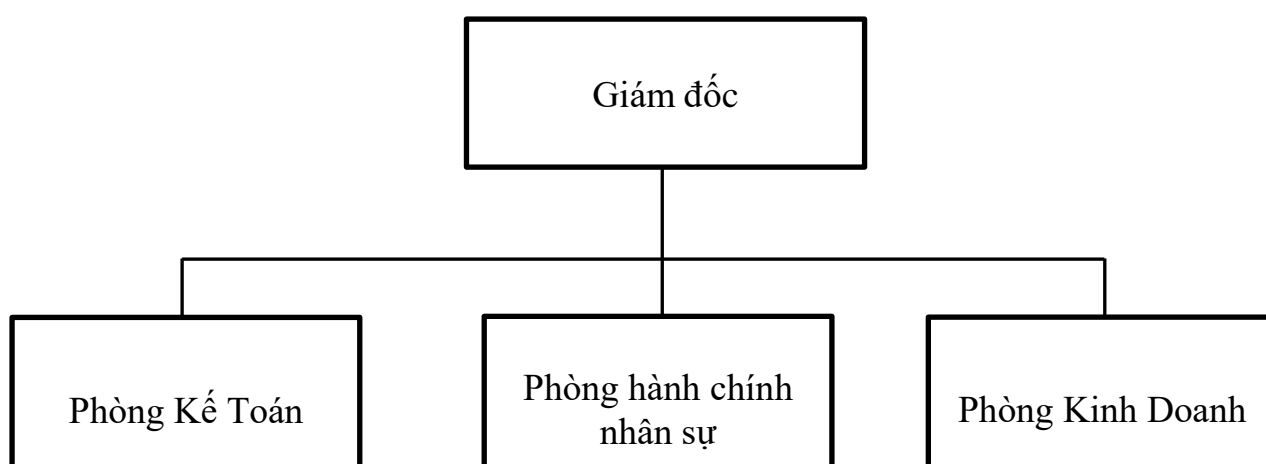 Giám đốc
Phòng Kế Toán
Phòng hành chính
nhân sự
Phòng Kinh Doanh